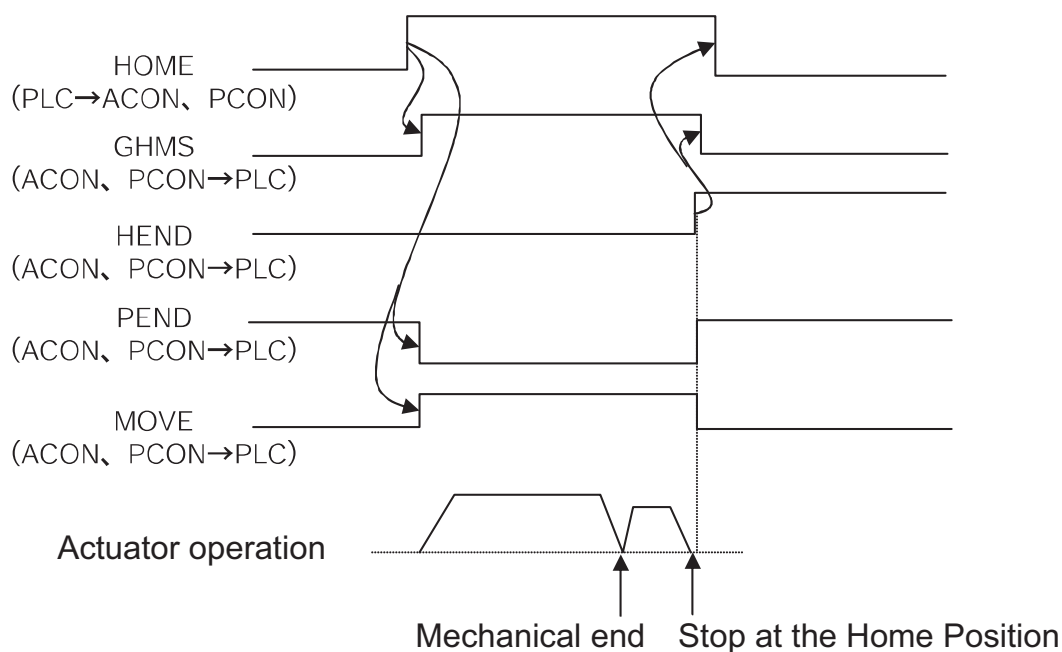 HOME
(PLC→ACON、PCON)
GHMS
(ACON、PCON→PLC)
HEND
(ACON、PCON→PLC)
PEND
(ACON、PCON→PLC)
MOVE
(ACON、PCON→PLC)
Actuator operation
Mechanical end
Stop at the Home Position